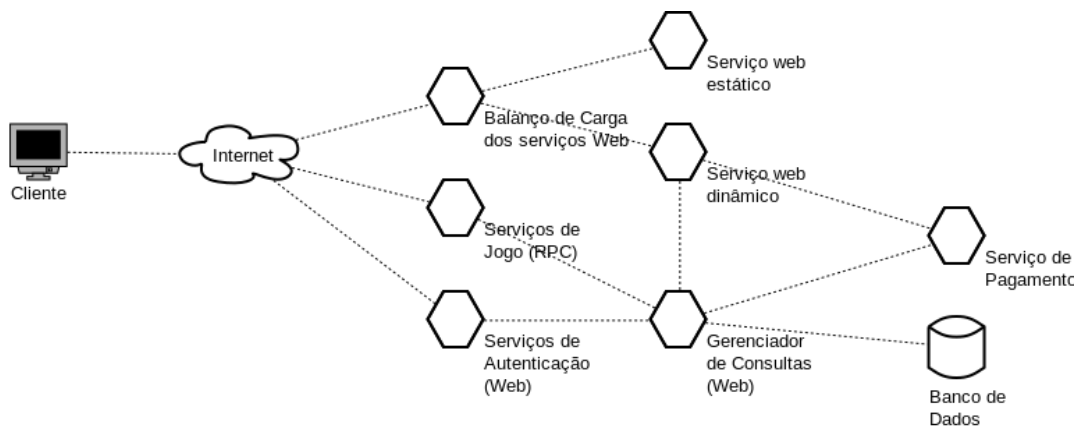 Serviço web
estático
Balanço de Carga
dos serviços Web
Internet
Cliente
Serviço web
dinâmico
Serviços de
Jogo (RPC)
Serviço de
Pagamento
Serviços de
Autenticação
(Web)
Gerenciador
de Consultas
(Web)
Banco de
Dados